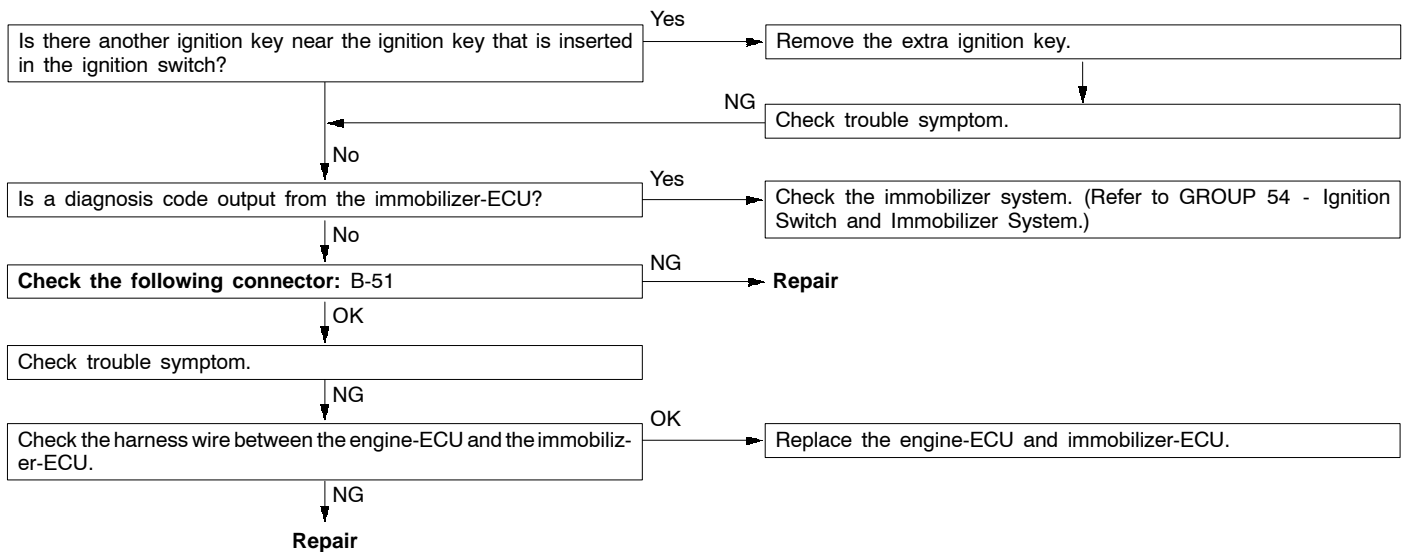 Is there another ignition key near the ignition key that is inserted
in the ignition switch?
Yes
Remove the extra ignition key.
NG
Check trouble symptom.
No
Is a diagnosis code output from the immobilizer-ECU?
Yes
Check the immobilizer system. (Refer to GROUP 54 - Ignition
Switch and Immobilizer System.)
No
Check the following connector: B-51
NG
Repair
OK
Check trouble symptom.
NG
Check the harness wire between the engine-ECU and the immobiliz-
er-ECU.
OK
Replace the engine-ECU and immobilizer-ECU.
NG
Repair